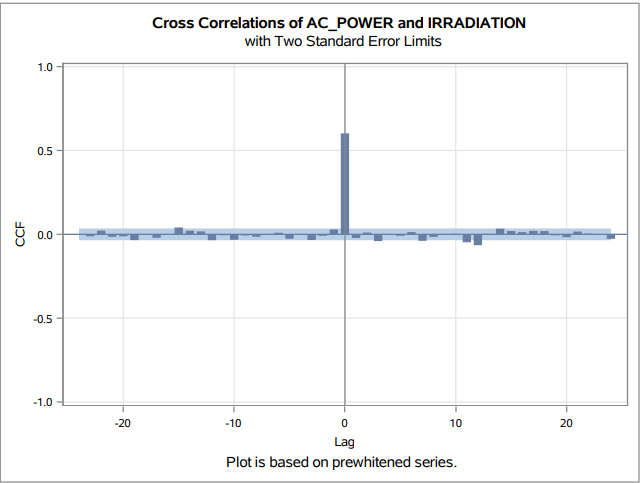 Cross Correlations of AC_POWER and IRRADIATION
with Two Standard Error Limits
1.0
0.5
0.0
-0.5
-1.0
CCF
-20
-10
0
10
20
Lag
Plot is based on prewhitened series.